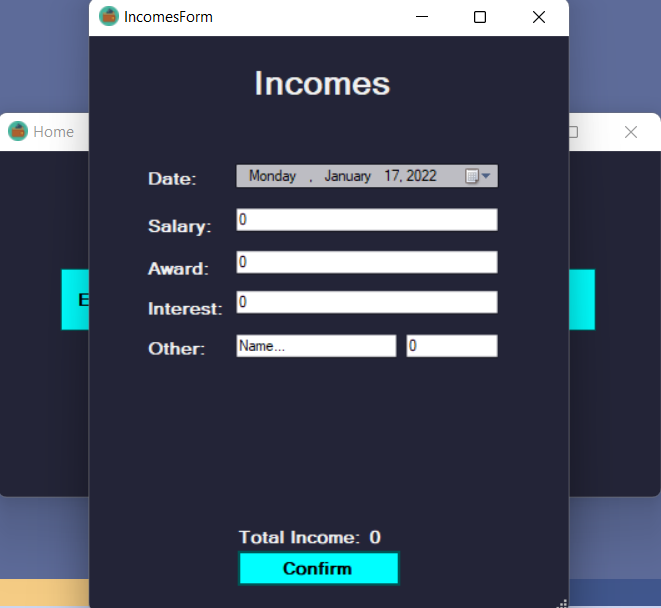 IncomesForm
Incomes
Home
Date: Monday , January 17, 2022
Salary: 0
Award: 0
Interest: 0
Other: Name... 0
Total Income: 0
Confirm